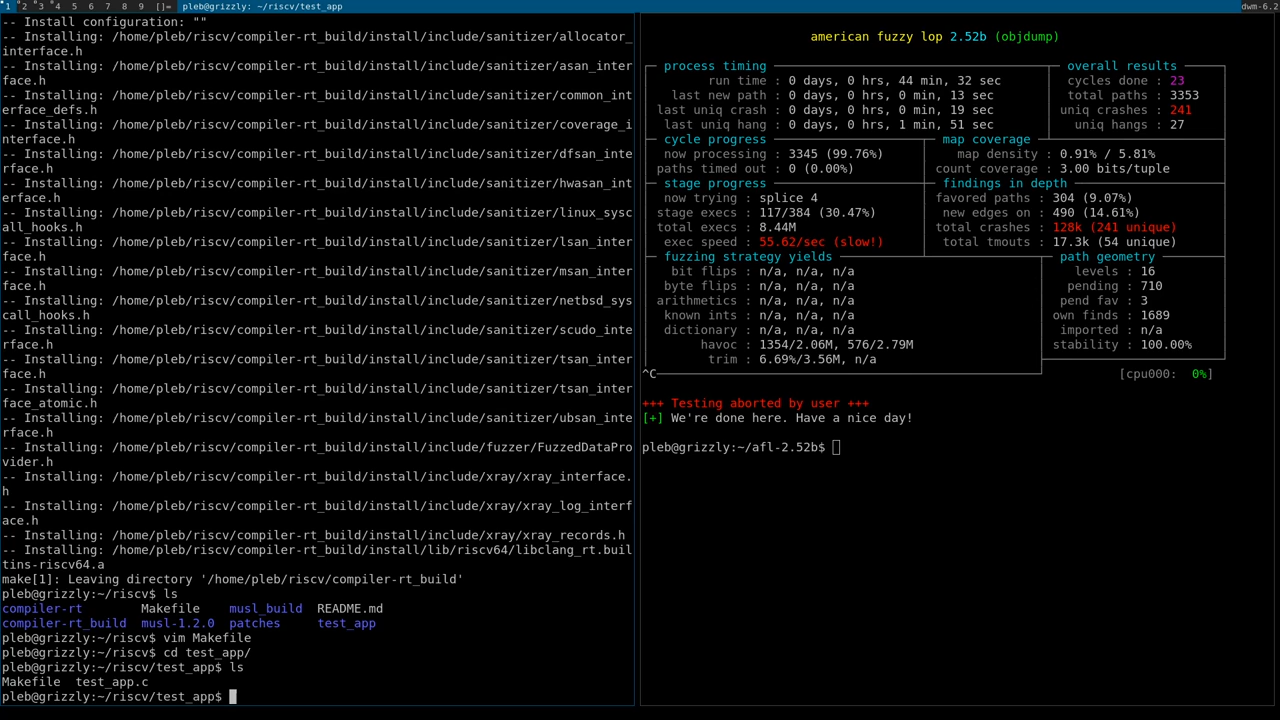 1 2 3 4 5 6 7 8 9 []= pleb@grizzly: ~/riscv/test_app dwm-6.2
-- Install configuration: ""
-- Installing: /home/pleb/riscv/compiler-rt_build/install/include/sanitizer/allocator_
interface.h
-- Installing: /home/pleb/riscv/compiler-rt_build/install/include/sanitizer/asan_inter
face.h
-- Installing: /home/pleb/riscv/compiler-rt_build/install/include/sanitizer/common_int
erface_defs.h
-- Installing: /home/pleb/riscv/compiler-rt_build/install/include/sanitizer/coverage_i
nterface.h
-- Installing: /home/pleb/riscv/compiler-rt_build/install/include/sanitizer/dfsan_inte
rface.h
-- Installing: /home/pleb/riscv/compiler-rt_build/install/include/sanitizer/hwasan_int
erface.h
-- Installing: /home/pleb/riscv/compiler-rt_build/install/include/sanitizer/linux_sysc
all_hooks.h
-- Installing: /home/pleb/riscv/compiler-rt_build/install/include/sanitizer/lsan_inter
face.h
-- Installing: /home/pleb/riscv/compiler-rt_build/install/include/sanitizer/msan_inter
face.h
-- Installing: /home/pleb/riscv/compiler-rt_build/install/include/sanitizer/netbsd_sys
call_hooks.h
-- Installing: /home/pleb/riscv/compiler-rt_build/install/include/sanitizer/scudo_inte
rface.h
-- Installing: /home/pleb/riscv/compiler-rt_build/install/include/sanitizer/tsan_inter
face.h
-- Installing: /home/pleb/riscv/compiler-rt_build/install/include/sanitizer/tsan_inter
face_atomic.h
-- Installing: /home/pleb/riscv/compiler-rt_build/install/include/sanitizer/ubsan_inte
rface.h
-- Installing: /home/pleb/riscv/compiler-rt_build/install/include/fuzzer/FuzzedDataPro
vider.h
-- Installing: /home/pleb/riscv/compiler-rt_build/install/include/xray/xray_interface.
h
-- Installing: /home/pleb/riscv/compiler-rt_build/install/include/xray/xray_log_interf
ace.h
-- Installing: /home/pleb/riscv/compiler-rt_build/install/include/xray/xray_records.h
-- Installing: /home/pleb/riscv/compiler-rt_build/install/lib/riscv64/libclang_rt.buil
tins-riscv64.a
make[1]: Leaving directory '/home/pleb/riscv/compiler-rt_build'
pleb@grizzly:~/riscv$ ls
compiler-rt Makefile musl_build README.md
compiler-rt_build musl-1.2.0 patches test_app
pleb@grizzly:~/riscv$ vim Makefile
pleb@grizzly:~/riscv$ cd test_app/
pleb@grizzly:~/riscv/test_app$ ls
Makefile test_app.c
pleb@grizzly:~/riscv/test_app$
american fuzzy lop 2.52b (objdump)
process timing overall results
run time : 0 days, 0 hrs, 44 min, 32 sec cycles done : 23
last new path : 0 days, 0 hrs, 0 min, 13 sec total paths : 3353
last uniq crash : 0 days, 0 hrs, 0 min, 19 sec uniq crashes : 241
last uniq hang : 0 days, 0 hrs, 1 min, 51 sec uniq hangs : 27
cycle progress map coverage
now processing : 3345 (99.76%) map density : 0.91% / 5.81%
paths timed out : 0 (0.00%) count coverage : 3.00 bits/tuple
stage progress findings in depth
now trying : splice 4 favored paths : 304 (9.07%)
stage execs : 117/384 (30.47%) new edges on : 490 (14.61%)
total execs : 8.44M total crashes : 128k (241 unique)
exec speed : 55.62/sec (slow!) total tmouts : 17.3k (54 unique)
fuzzing strategy yields path geometry
bit flips : n/a, n/a, n/a levels : 16
byte flips : n/a, n/a, n/a pending : 710
arithmetics : n/a, n/a, n/a pend fav : 3
known ints : n/a, n/a, n/a own finds : 1689
dictionary : n/a, n/a, n/a imported : n/a
havoc : 1354/2.06M, 576/2.79M stability : 100.00%
trim : 6.69%/3.56M, n/a
^C [cpu000: 0%]
+++ Testing aborted by user +++
[+] We're done here. Have a nice day!
pleb@grizzly:~/afl-2.52b$